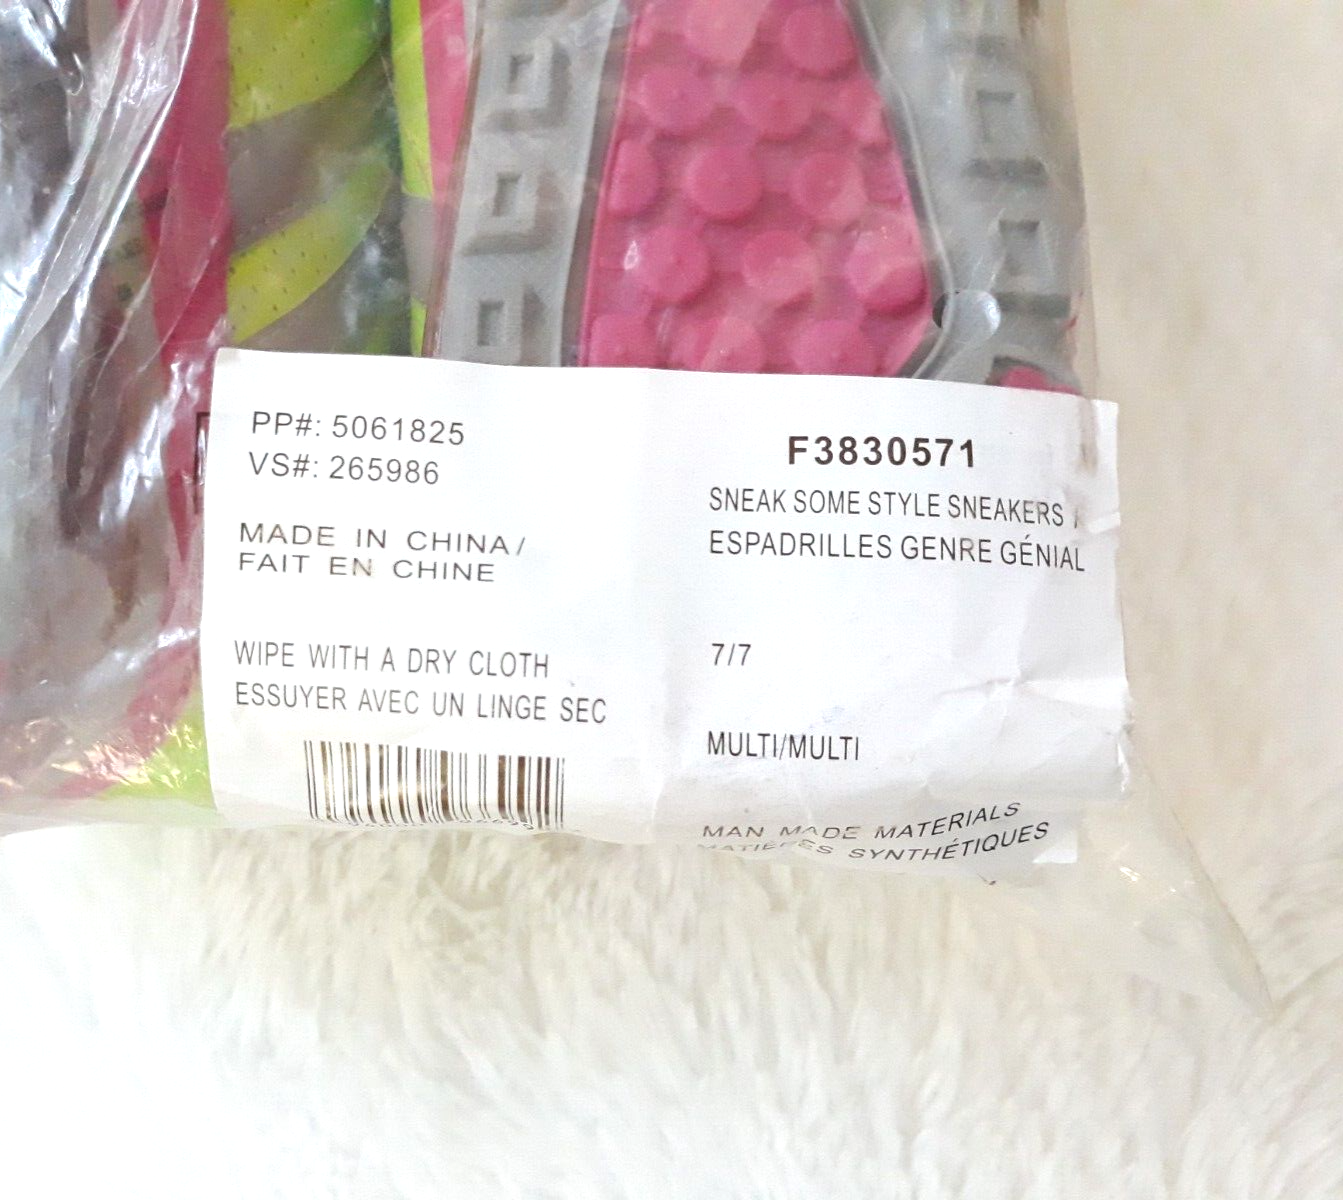 PP#: 5061825
VS#: 265986
MADE IN CHINA/
FAIT EN CHINE
WIPE WITH A DRY CLOTH
ESSUYER AVEC UN LINGE SEC
F3830571
SNEAK SOME STYLE SNEAKERS /
ESPADRILLES GENRE GÉNIAL
7/7
MULTI/MULTI
MAN MADE MATERIALS
MATIÈRES SYNTHÉTIQUES